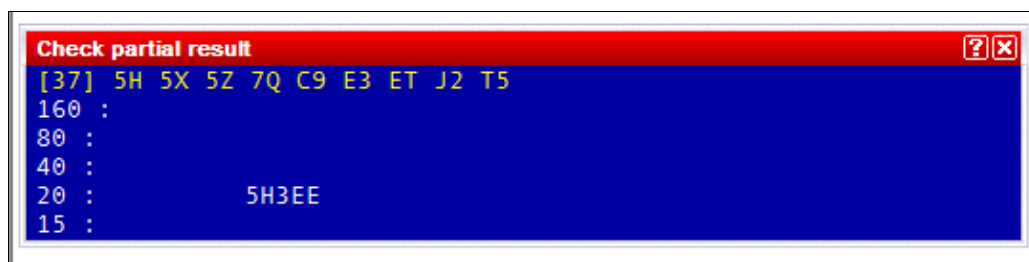 Check partial result
[37] 5H 5X 5Z 7Q C9 E3 ET J2 T5
160 :
80 :
40 :
20 : 5H3EE
15 :